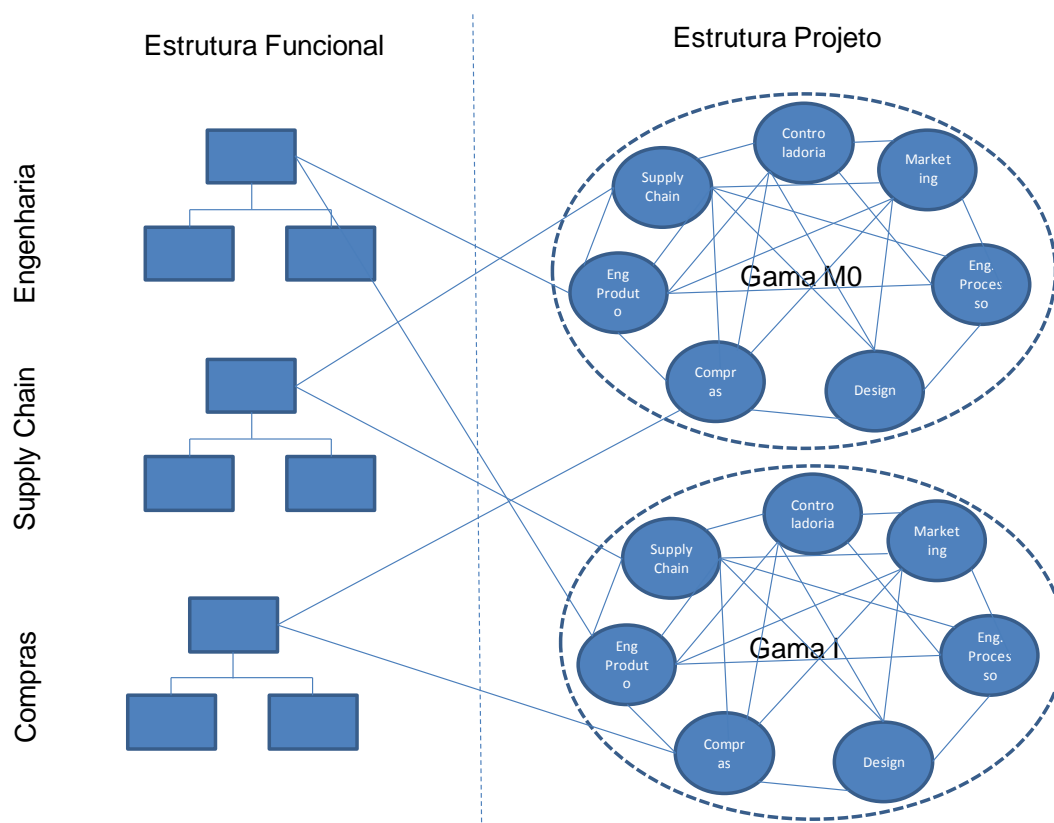 Estrutura Funcional
Estrutura Projeto
Engenharia
Supply Chain
Compras
Contro
ladoria
Market
ing
Supply
Chain
Eng
Produt
o
Gama M0
Eng.
Proces
so
Compr
as
Design
Contro
ladoria
Market
ing
Supply
Chain
Eng
Produt
o
Gama I
Eng.
Proces
so
Compr
as
Design